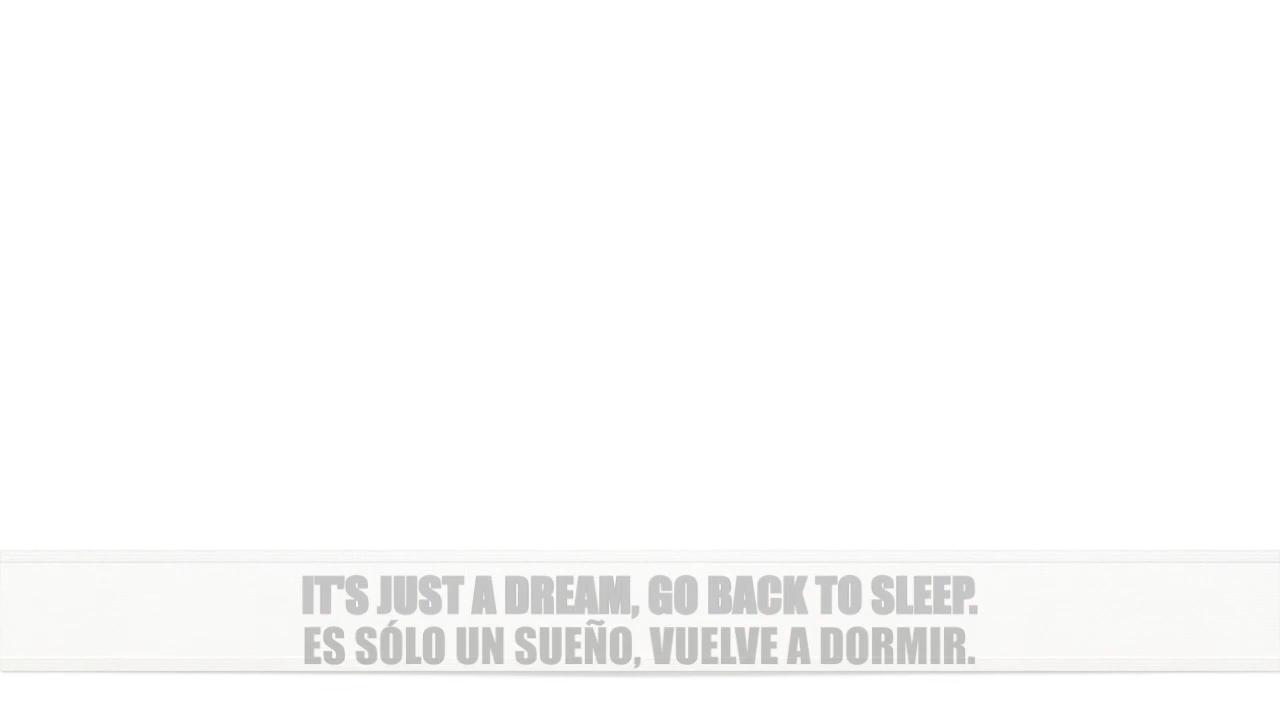 IT'S JUST A DREAM, GO BACK TO SLEEP.
ES SÓLO UN SUEÑO, VUELVE A DORMIR.